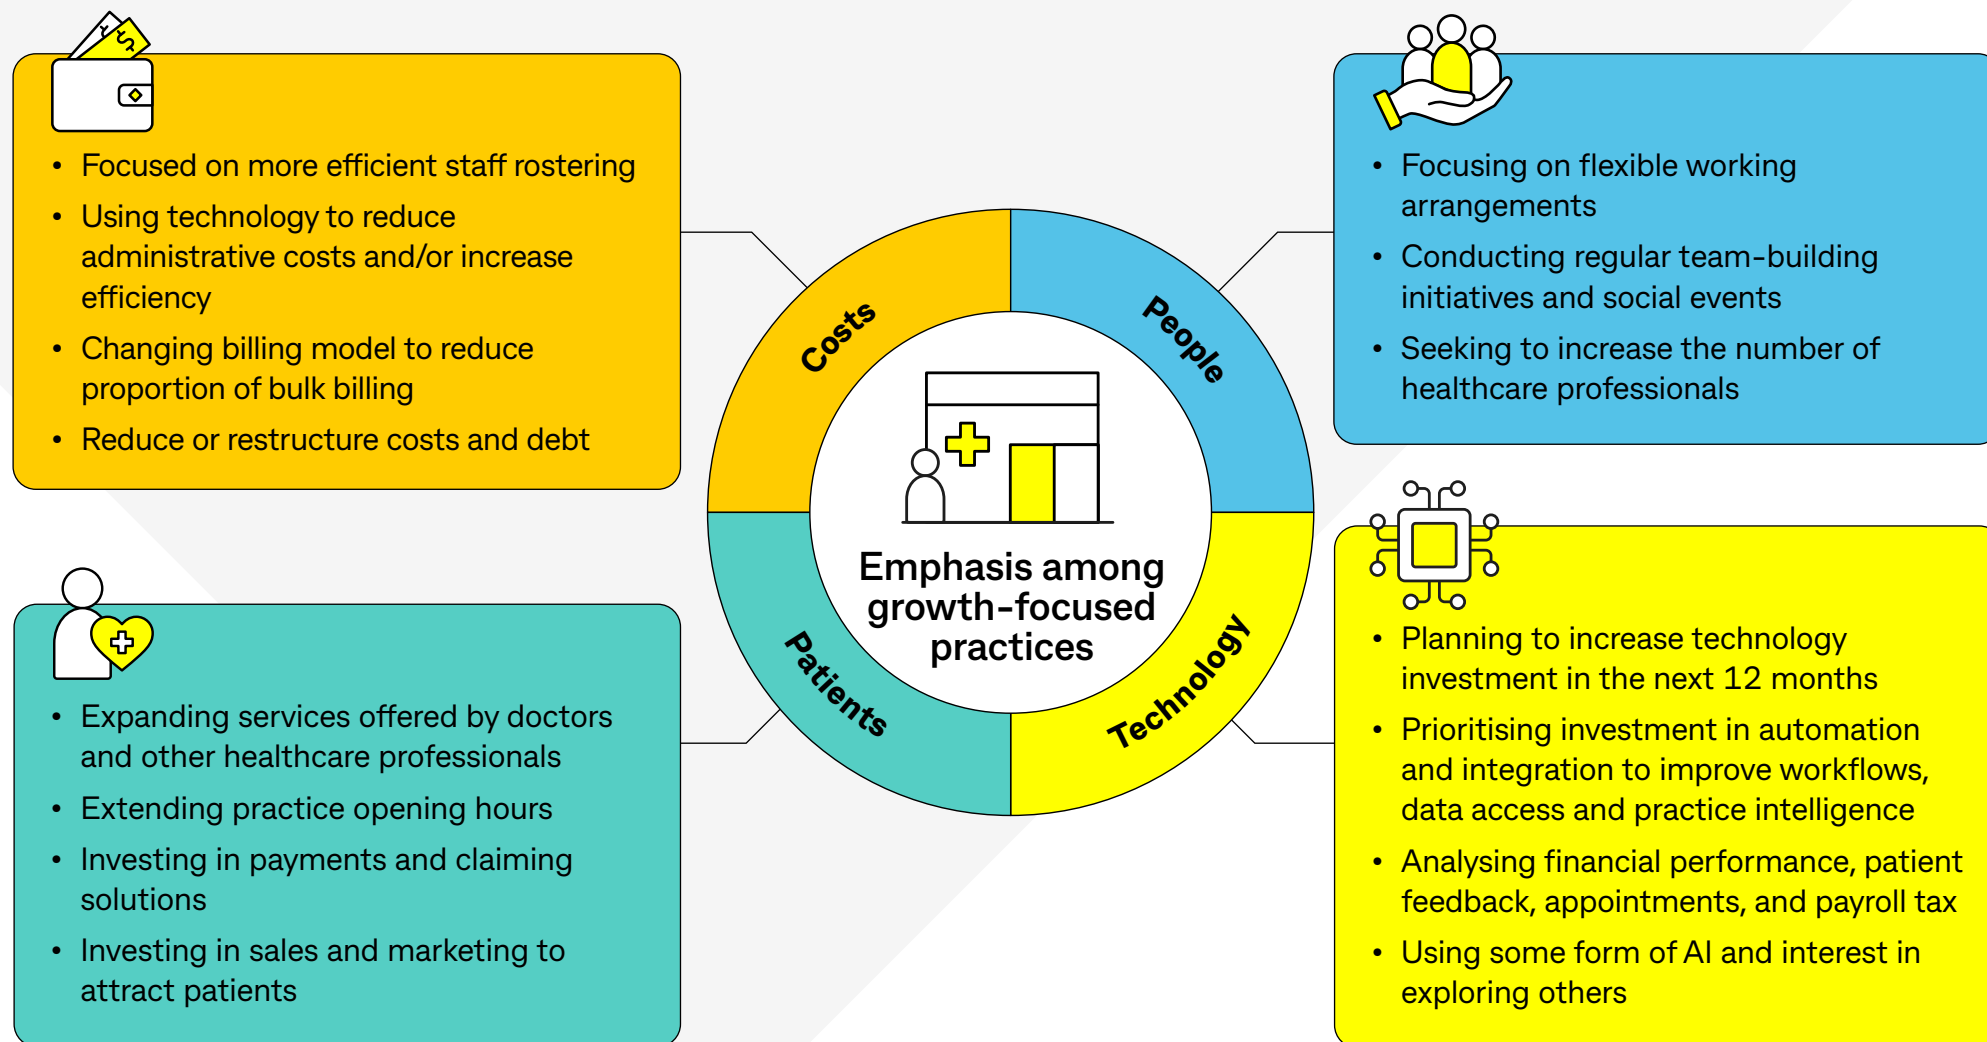 • Focused on more efficient staff rostering
• Using technology to reduce
administrative costs and/or increase
efficiency
• Changing billing model to reduce
proportion of bulk billing
• Reduce or restructure costs and debt
• Focusing on flexible working
arrangements
• Conducting regular team-building
initiatives and social events
• Seeking to increase the number of
healthcare professionals
Costs
People
Emphasis among
growth-focused
practices
Patients
Technology
• Expanding services offered by doctors
and other healthcare professionals
• Extending practice opening hours
• Investing in payments and claiming
solutions
• Investing in sales and marketing to
attract patients
• Planning to increase technology
investment in the next 12 months
• Prioritising investment in automation
and integration to improve workflows,
data access and practice intelligence
• Analysing financial performance, patient
feedback, appointments, and payroll tax
• Using some form of AI and interest in
exploring others